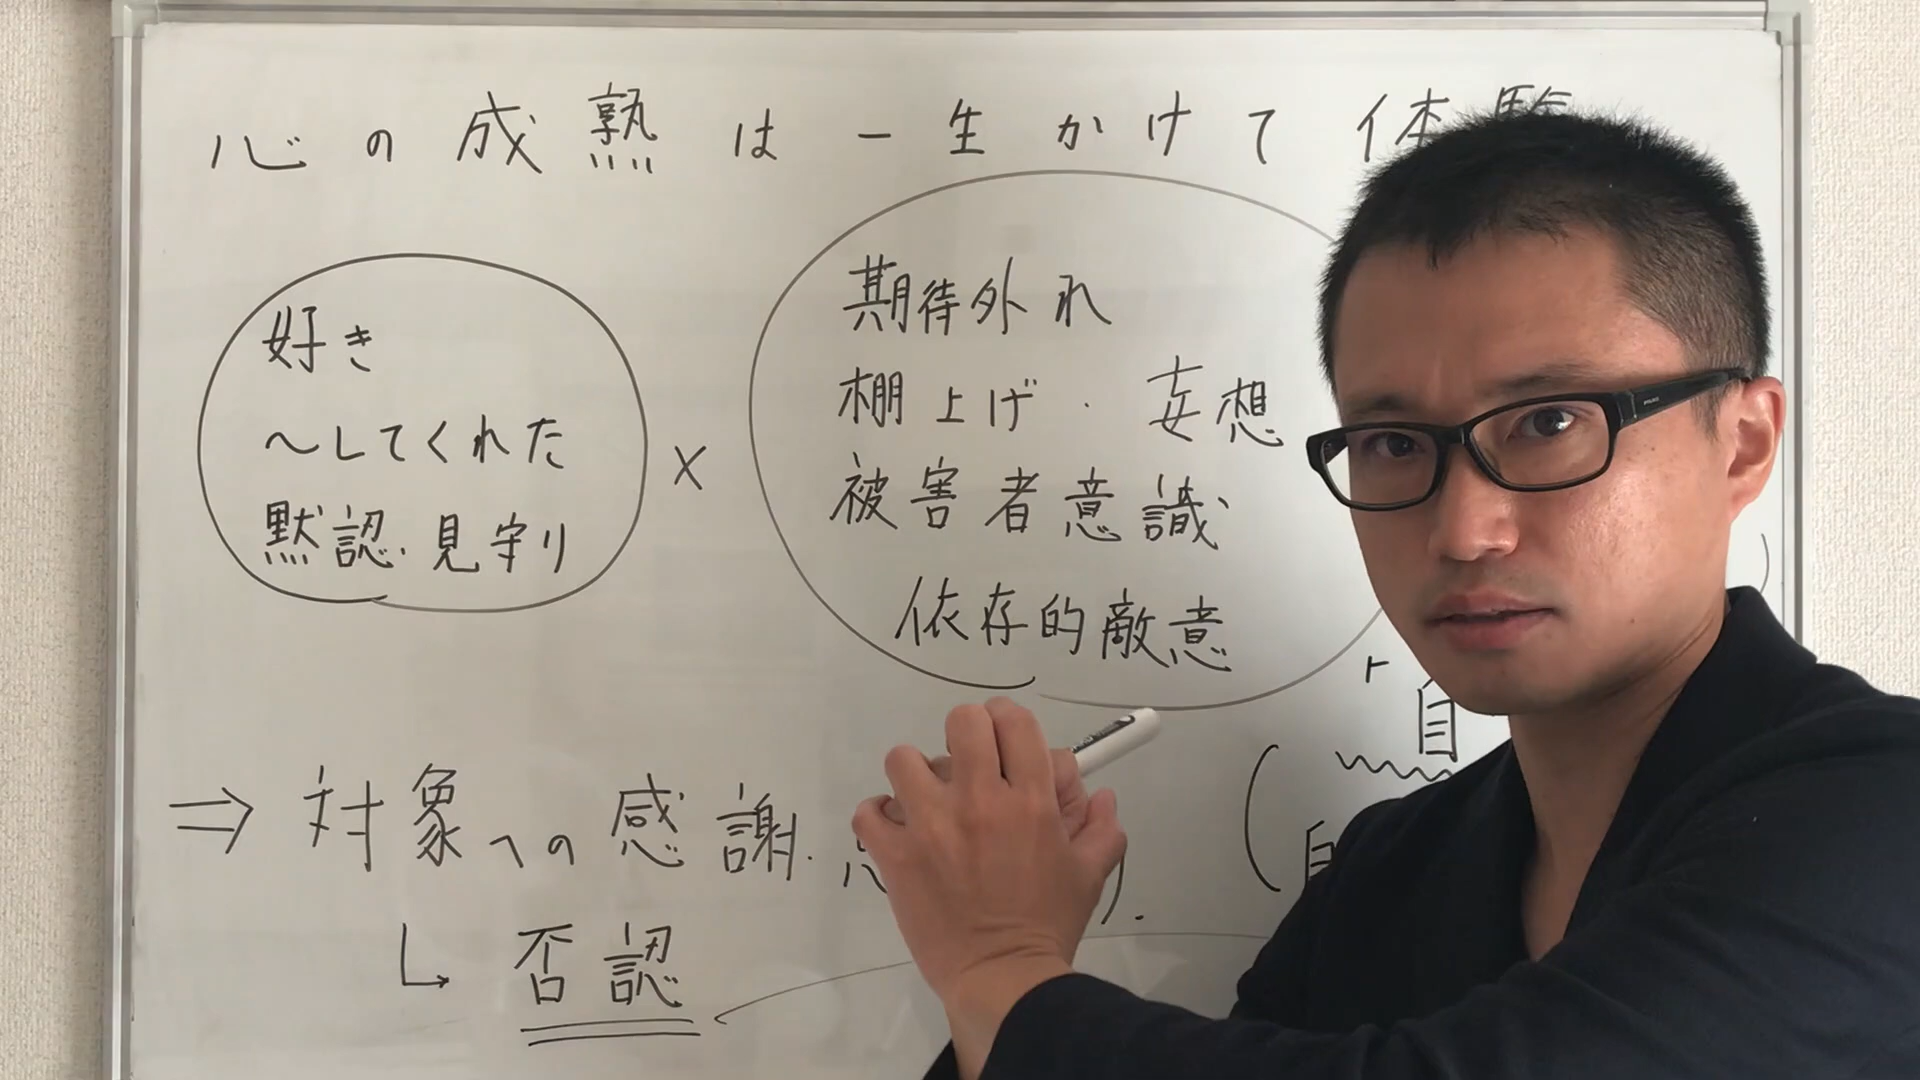 心の成熟は一生かけて体験
好き
〜してくれた
黙認・見守り
×
期待外れ
棚上げ・妄想
被害者意識
依存的敵意
⇒ 対象への感謝・
↳ 否認
自